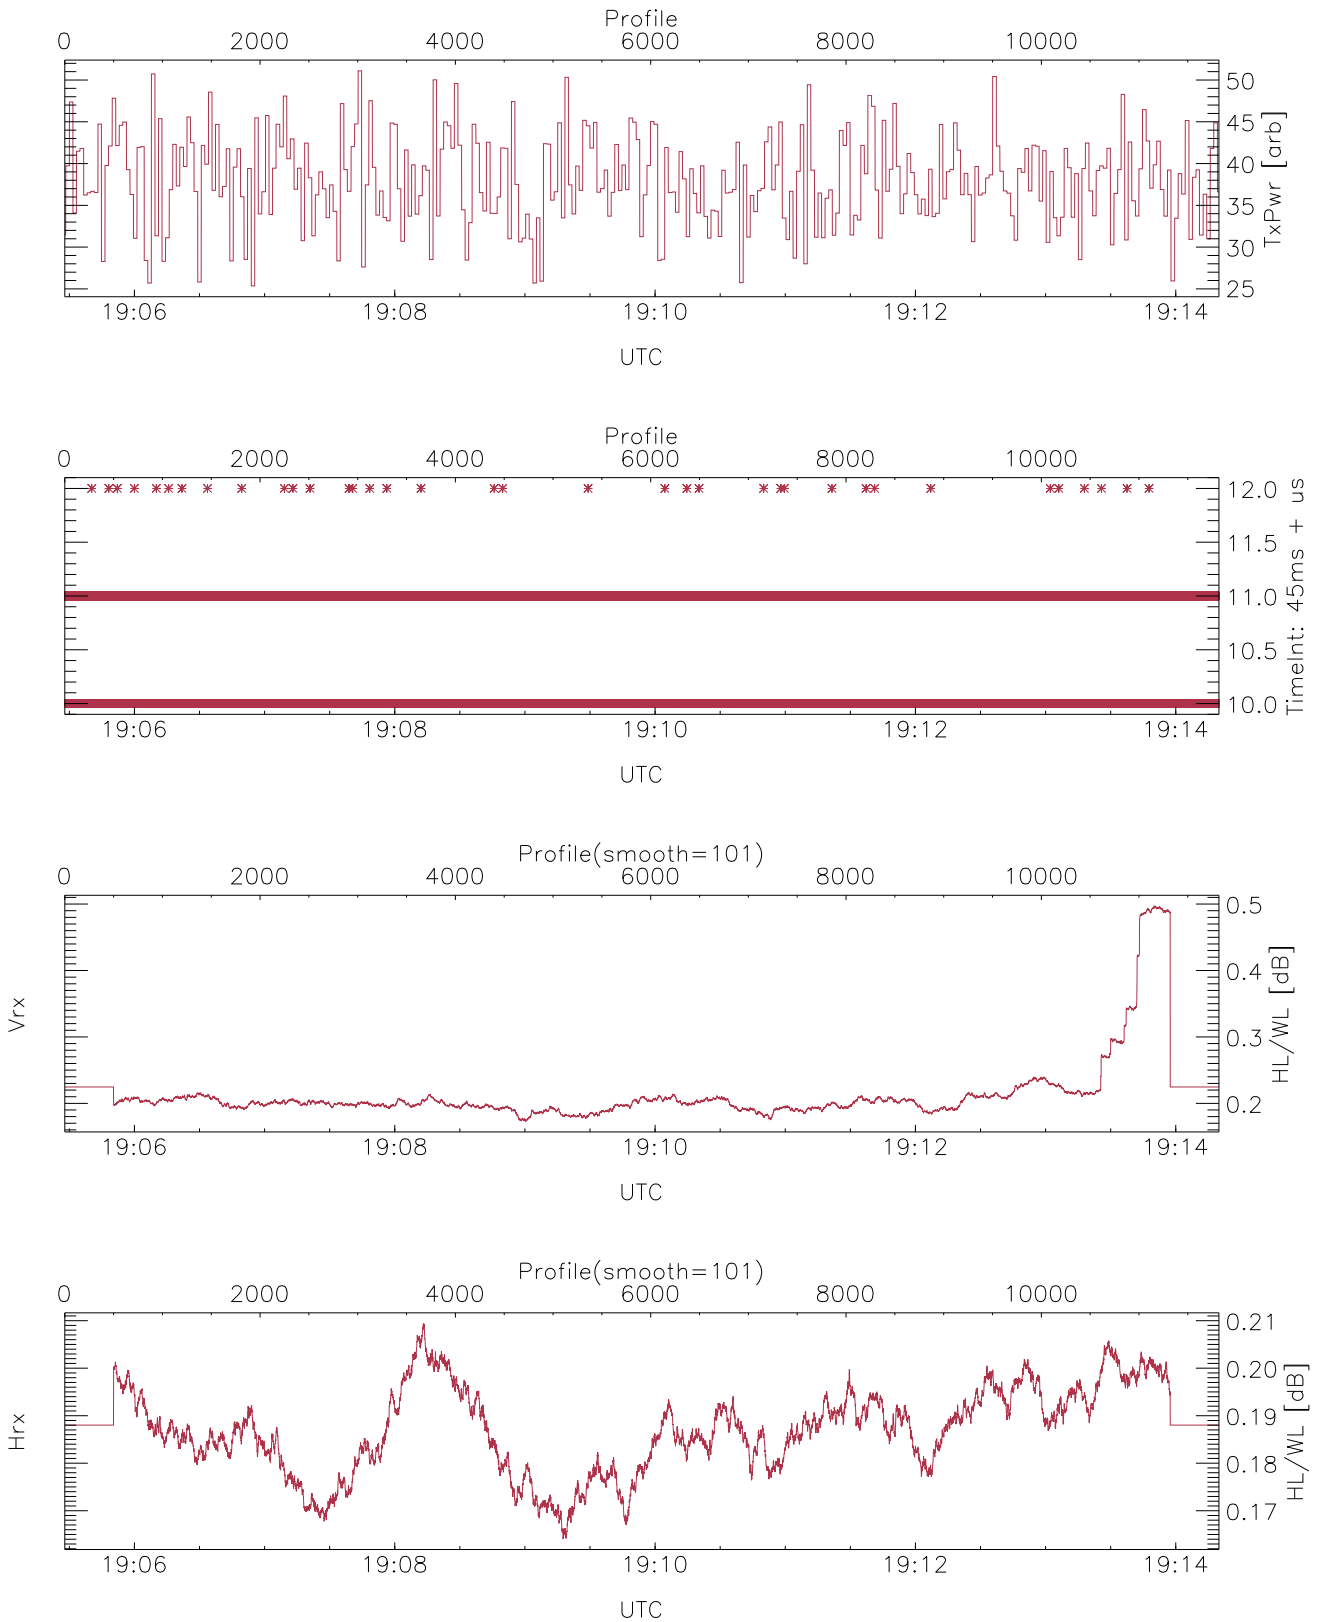 Profile
0 2000 4000 6000 8000 10000
50
45
40
35
30
25
TxPwr [arb]
19:06 19:08 19:10 19:12 19:14
UTC
Profile
0 2000 4000 6000 8000 10000
12.0
11.5
11.0
10.5
10.0
TimeInt: 45ms + us
19:06 19:08 19:10 19:12 19:14
UTC
Profile(smooth=101)
0 2000 4000 6000 8000 10000
Vrx
0.5
0.4
0.3
0.2
HL/WL [dB]
19:06 19:08 19:10 19:12 19:14
UTC
Profile(smooth=101)
0 2000 4000 6000 8000 10000
Hrx
0.21
0.20
0.19
0.18
0.17
HL/WL [dB]
19:06 19:08 19:10 19:12 19:14
UTC